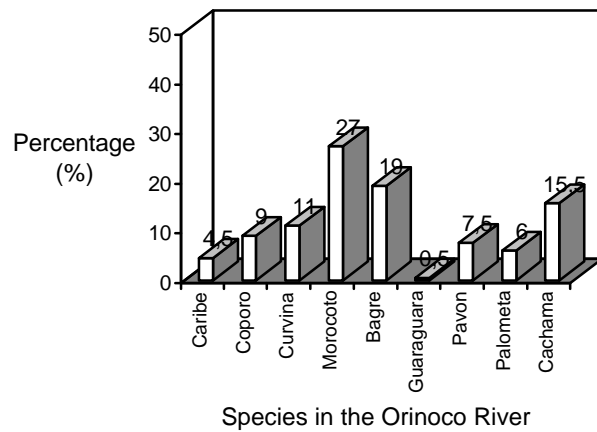 50
40
30
20
10
0
Percentage
(%)
4,5
9
11
27
19
0,5
7,5
6
15,5
Caribe
Coporo
Curvina
Morocoto
Bagre
Guaraguara
Pavon
Palometa
Cachama
Species in the Orinoco River